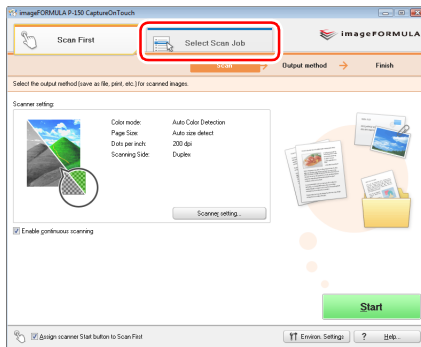 imageFORMULA P-150 CaptureOnTouch
Scan First
Select Scan Job
imageFORMULA
Scan
Output method
Finish
Select the output method (save as file, print, etc.) for scanned images.
Scanner setting:
Color mode: Auto Color Detection
Page Size: Auto size detect
Dots per inch: 200 dpi
Scanning Side: Duplex
Scanner setting...
Enable continuous scanning
Start
Assign scanner Start button to Scan First
Environ. Settings
? Help...